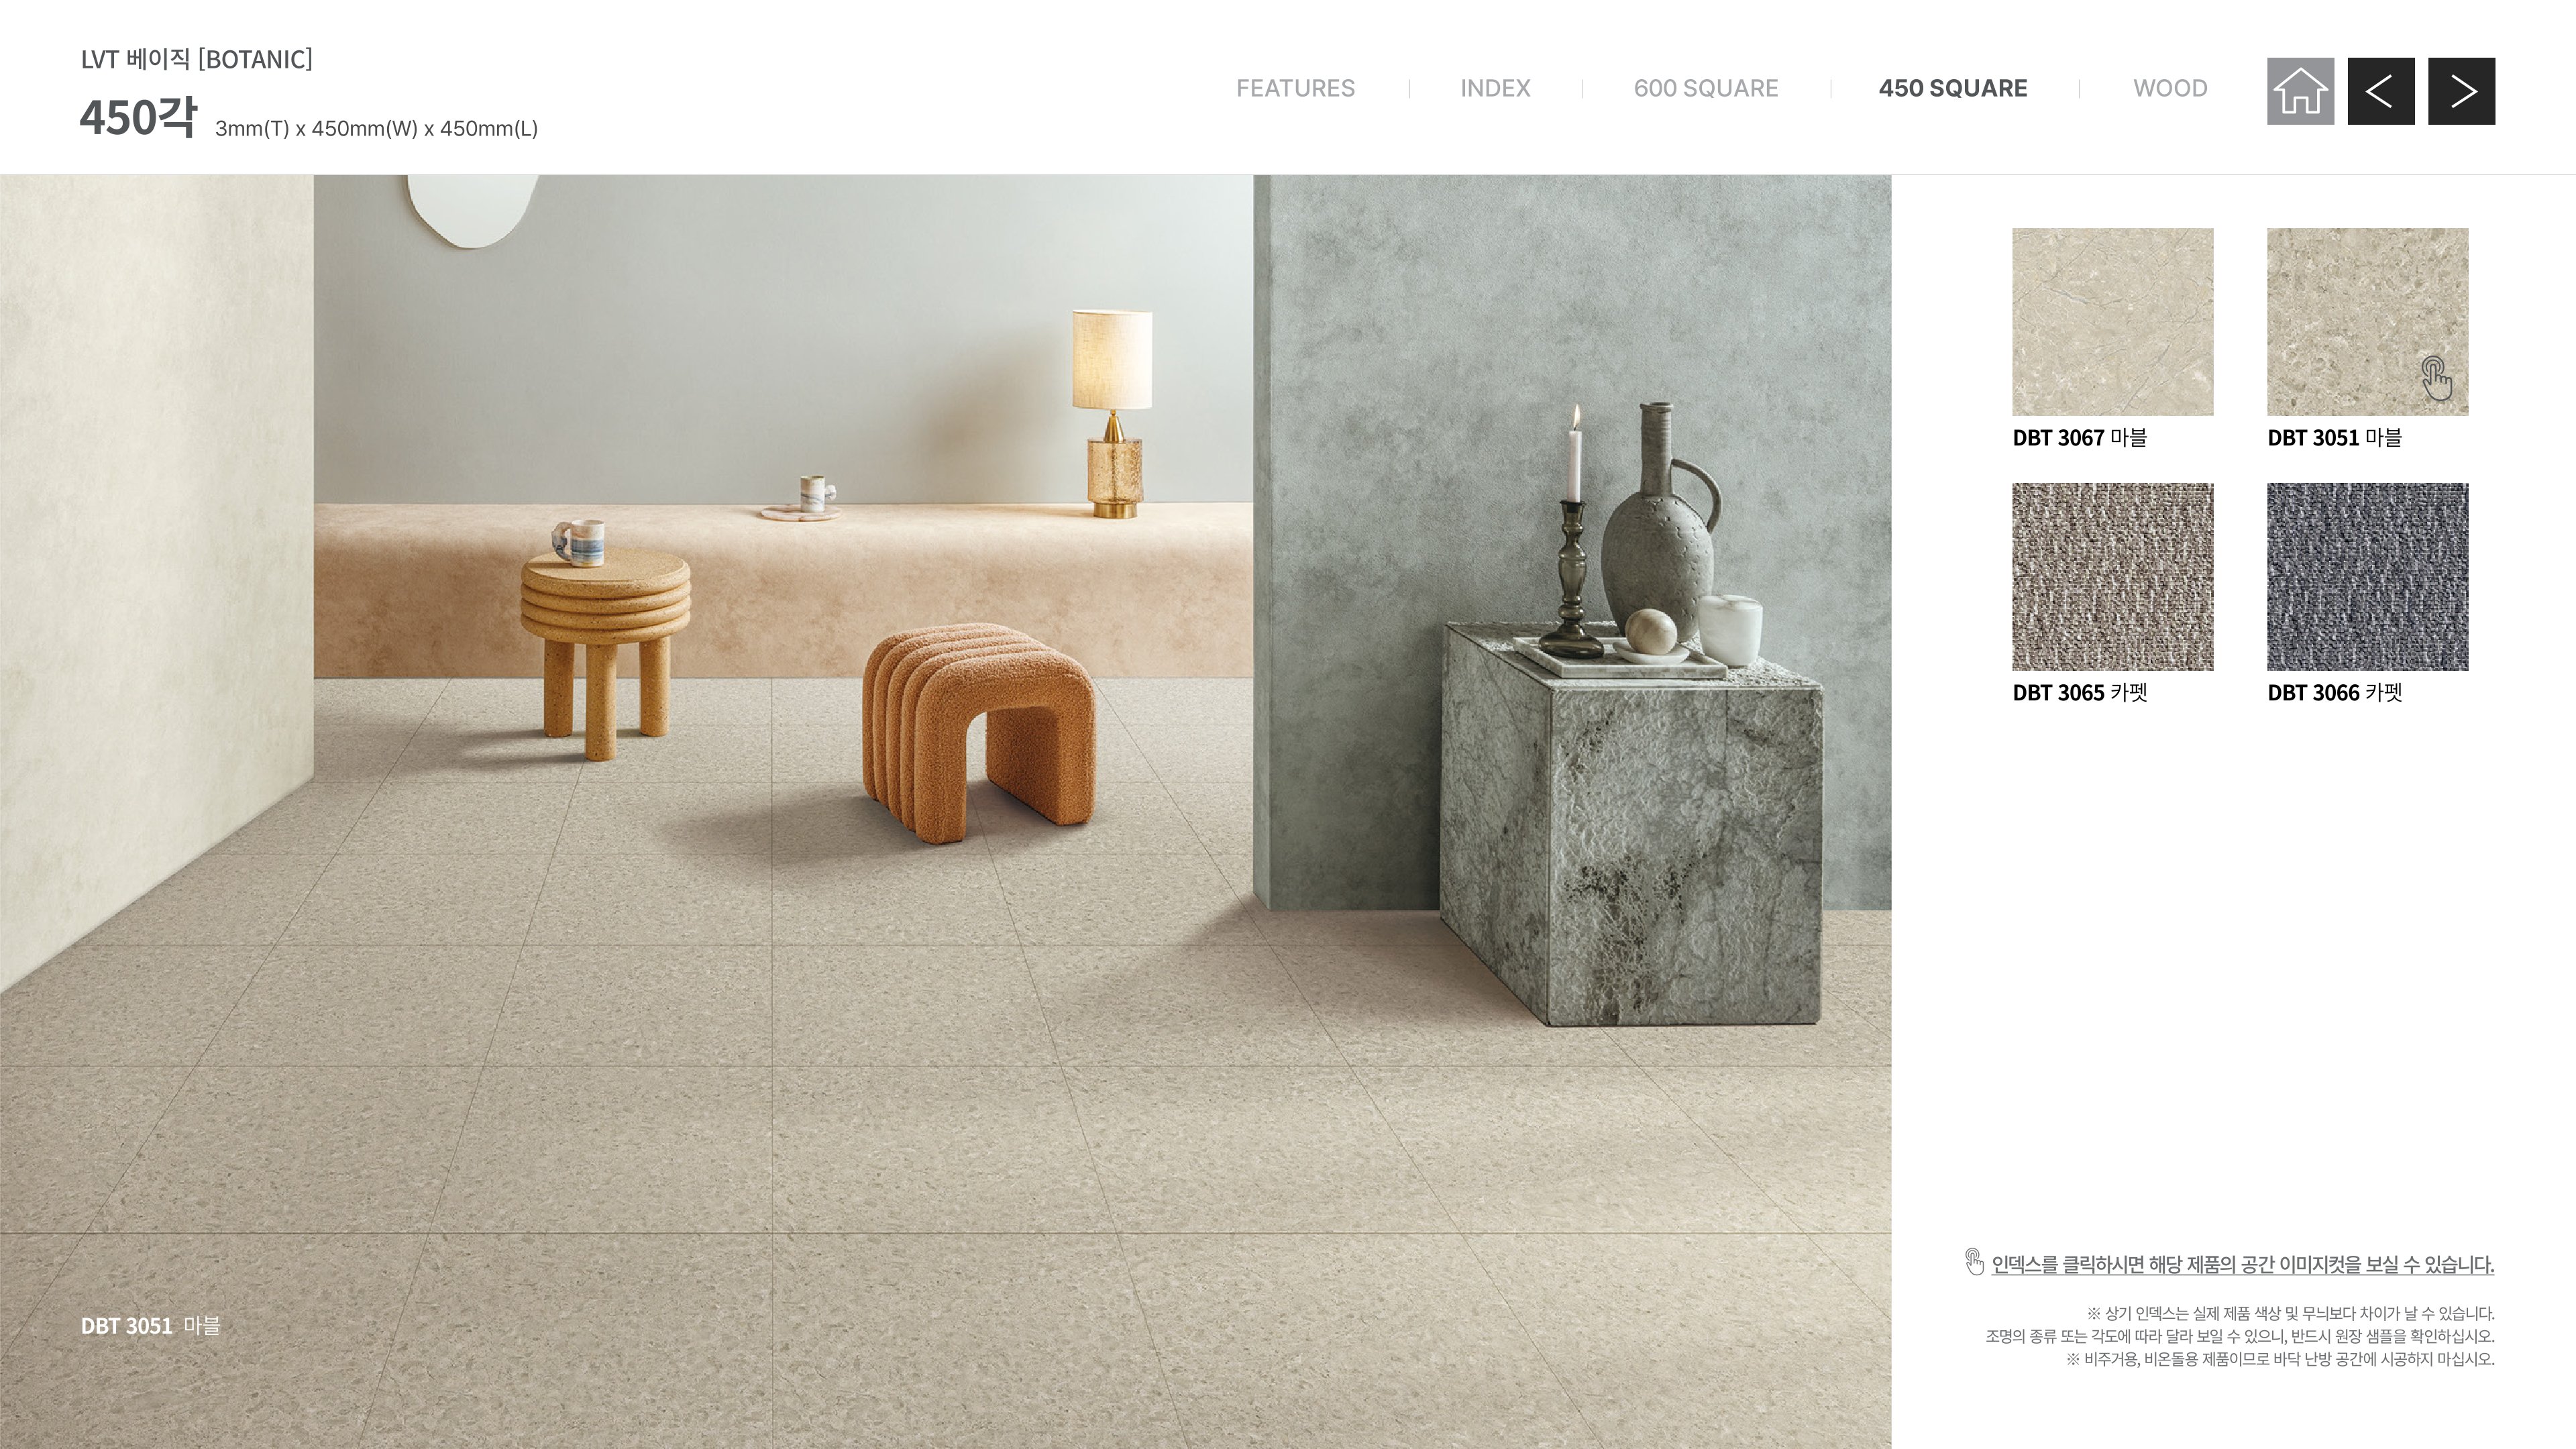 LVT 베이직 [BOTANIC]
450각 3mm(T) x 450mm(W) x 450mm(L)
FEATURES
INDEX
600 SQUARE
450 SQUARE
WOOD
DBT 3067 마블
DBT 3051 마블
DBT 3065 카펫
DBT 3066 카펫
DBT 3051 마블
인덱스를 클릭하시면 해당 제품의 공간 이미지컷을 보실 수 있습니다.
※ 상기 인덱스는 실제 제품 색상 및 무늬보다 차이가 날 수 있습니다.
조명의 종류 또는 각도에 따라 달라 보일 수 있으니, 반드시 원장 샘플을 확인하십시오.
※ 비주거용, 비온돌용 제품이므로 바닥 난방 공간에 시공하지 마십시오.